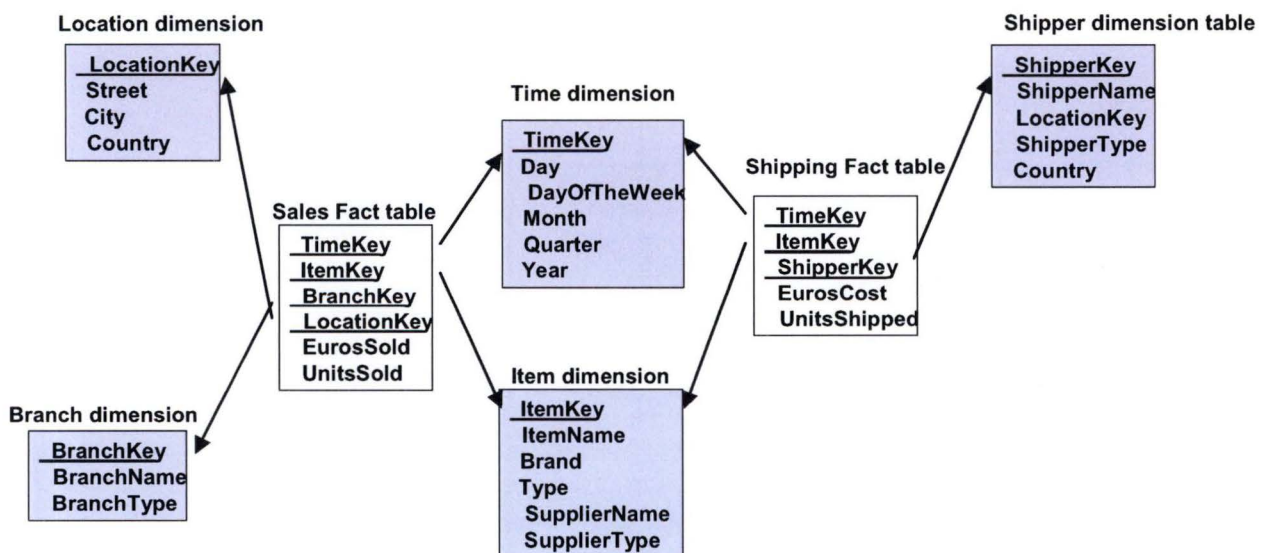 Location dimension
LocationKey
Street
City
Country
Shipper dimension table
ShipperKey
ShipperName
LocationKey
ShipperType
Country
Time dimension
TimeKey
Day
DayOfTheWeek
Month
Quarter
Year
Shipping Fact table
TimeKey
ItemKey
ShipperKey
EurosCost
UnitsShipped
Sales Fact table
TimeKey
ItemKey
BranchKey
LocationKey
EurosSold
UnitsSold
Item dimension
ItemKey
ItemName
Brand
Type
SupplierName
SupplierType
Branch dimension
BranchKey
BranchName
BranchType